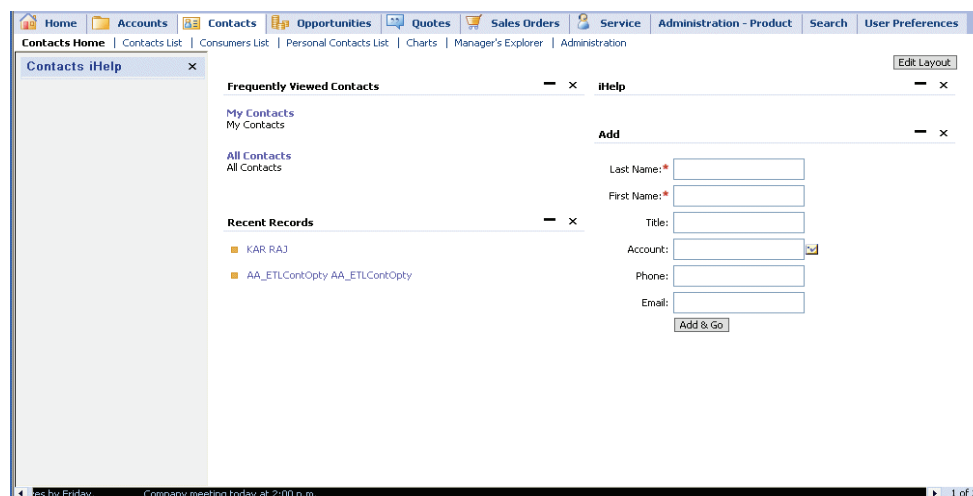 Home Accounts Contacts Opportunities Quotes Sales Orders Service Administration - Product Search User Preferences
Contacts Home | Contacts List | Consumers List | Personal Contacts List | Charts | Manager's Explorer | Administration
Contacts iHelp
Edit Layout
Frequently Viewed Contacts
My Contacts
My Contacts
All Contacts
All Contacts
Recent Records
KAR RAJ
AA_ETLContOpty AA_ETLContOpty
iHelp
Add
Last Name:*
First Name:*
Title:
Account:
Phone:
Email:
Add & Go
by Friday Company meeting today at 2:00 p.m. 1 of